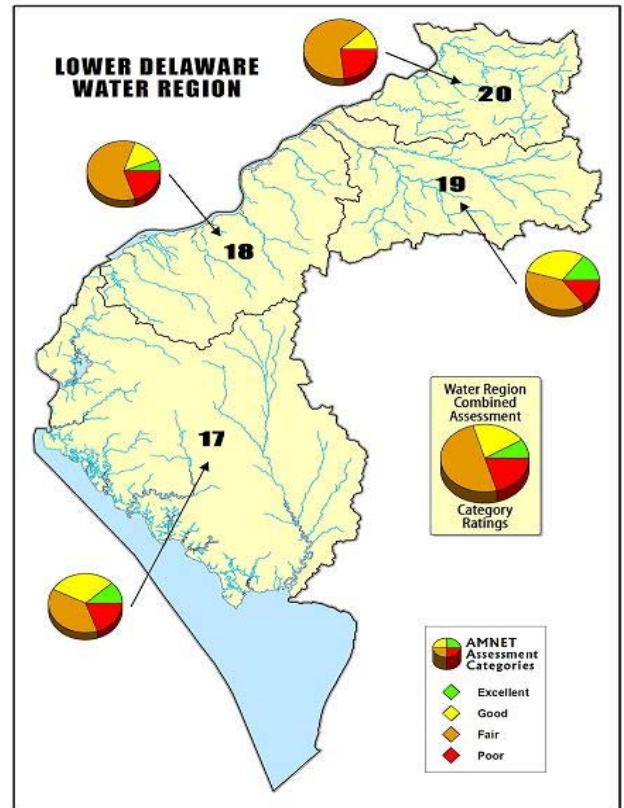 LOWER DELAWARE
WATER REGION
20
19
18
17
Water Region
Combined
Assessment
Category
Ratings
AMNET
Assessment
Categories
Excellent
Good
Fair
Poor